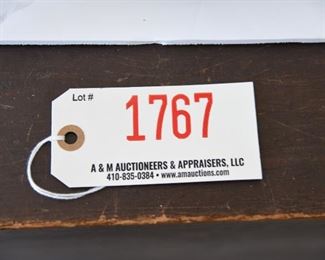 Lot #
1767
A & M AUCTIONEERS & APPRAISERS, LLC
410-835-0384 • www.amauctions.com